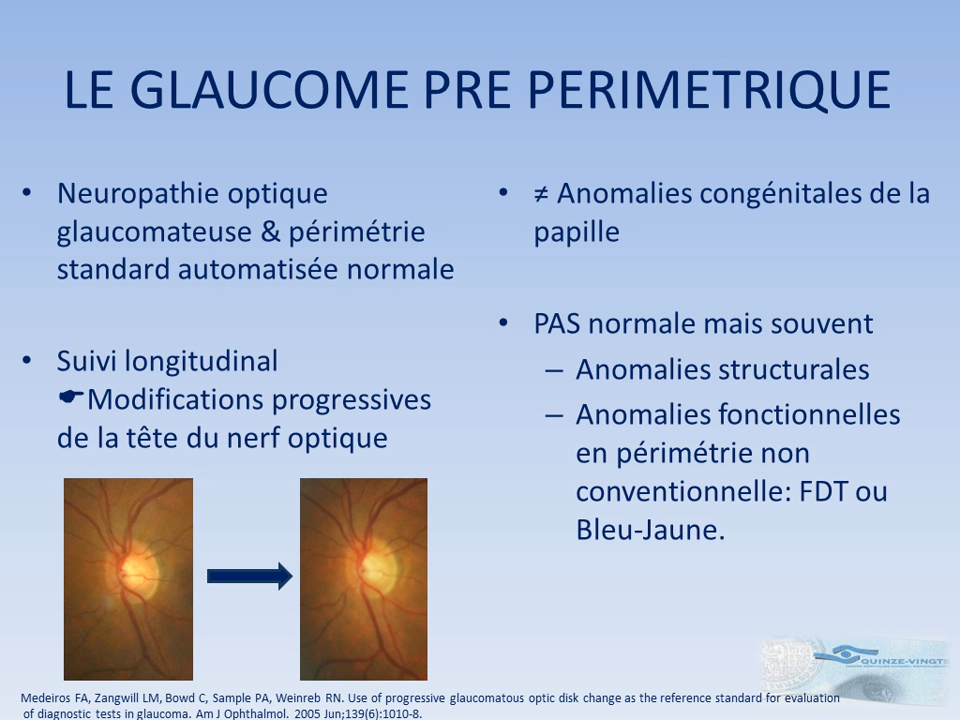 LE GLAUCOME PRE PERIMETRIQUE
• Neuropathie optique
glaucomateuse & périmétrie
standard automatisée normale
• Suivi longitudinal
☛Modifications progressives
de la tête du nerf optique
• ≠ Anomalies congénitales de la
papille
• PAS normale mais souvent
– Anomalies structurales
– Anomalies fonctionnelles
en périmétrie non
conventionnelle: FDT ou
Bleu-Jaune.
QUINZE-VINGTS
Medeiros FA, Zangwill LM, Bowd C, Sample PA, Weinreb RN. Use of progressive glaucomatous optic disk change as the reference standard for evaluation
of diagnostic tests in glaucoma. Am J Ophthalmol. 2005 Jun;139(6):1010-8.